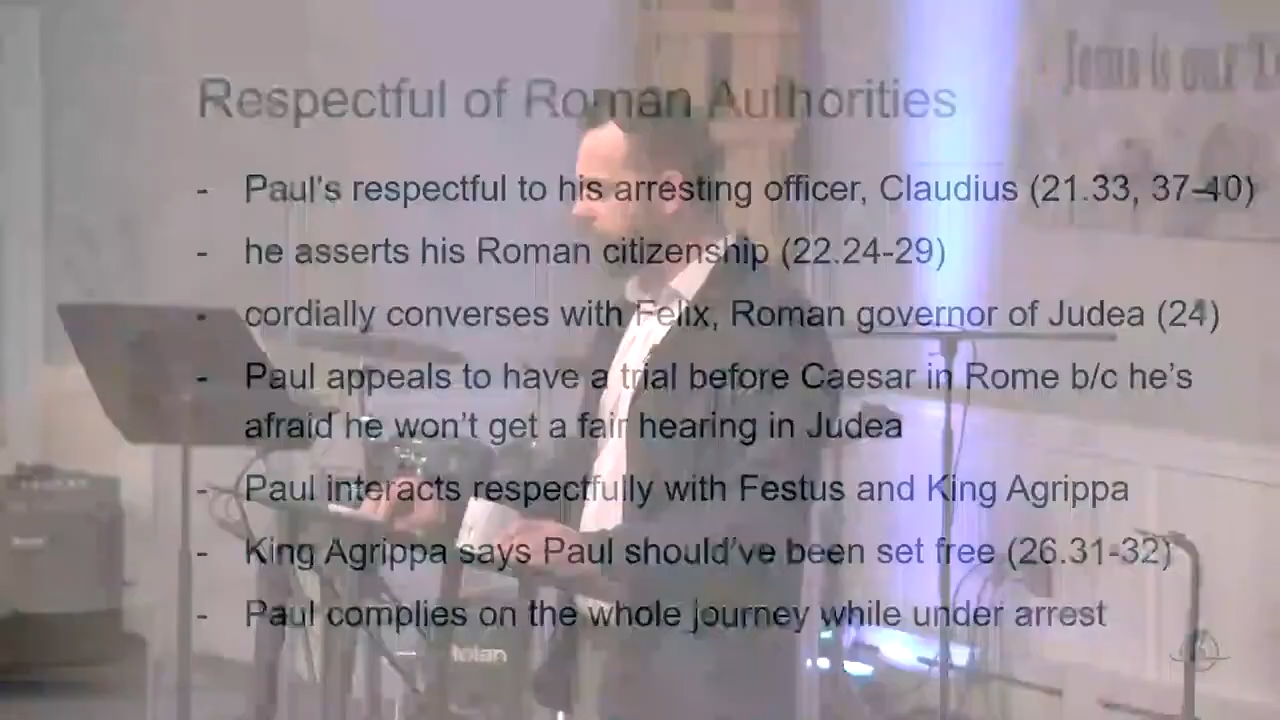 Jesus is our
Respectful of Roman Authorities
- Paul's respectful to his arresting officer, Claudius (21.33, 37-40)
- he asserts his Roman citizenship (22.24-29)
- cordially converses with Felix, Roman governor of Judea (24)
- Paul appeals to have a trial before Caesar in Rome b/c he's
afraid he won't get a fair hearing in Judea
- Paul interacts respectfully with Festus and King Agrippa
- King Agrippa says Paul should've been set free (26.31-32)
- Paul complies on the whole journey while under arrest